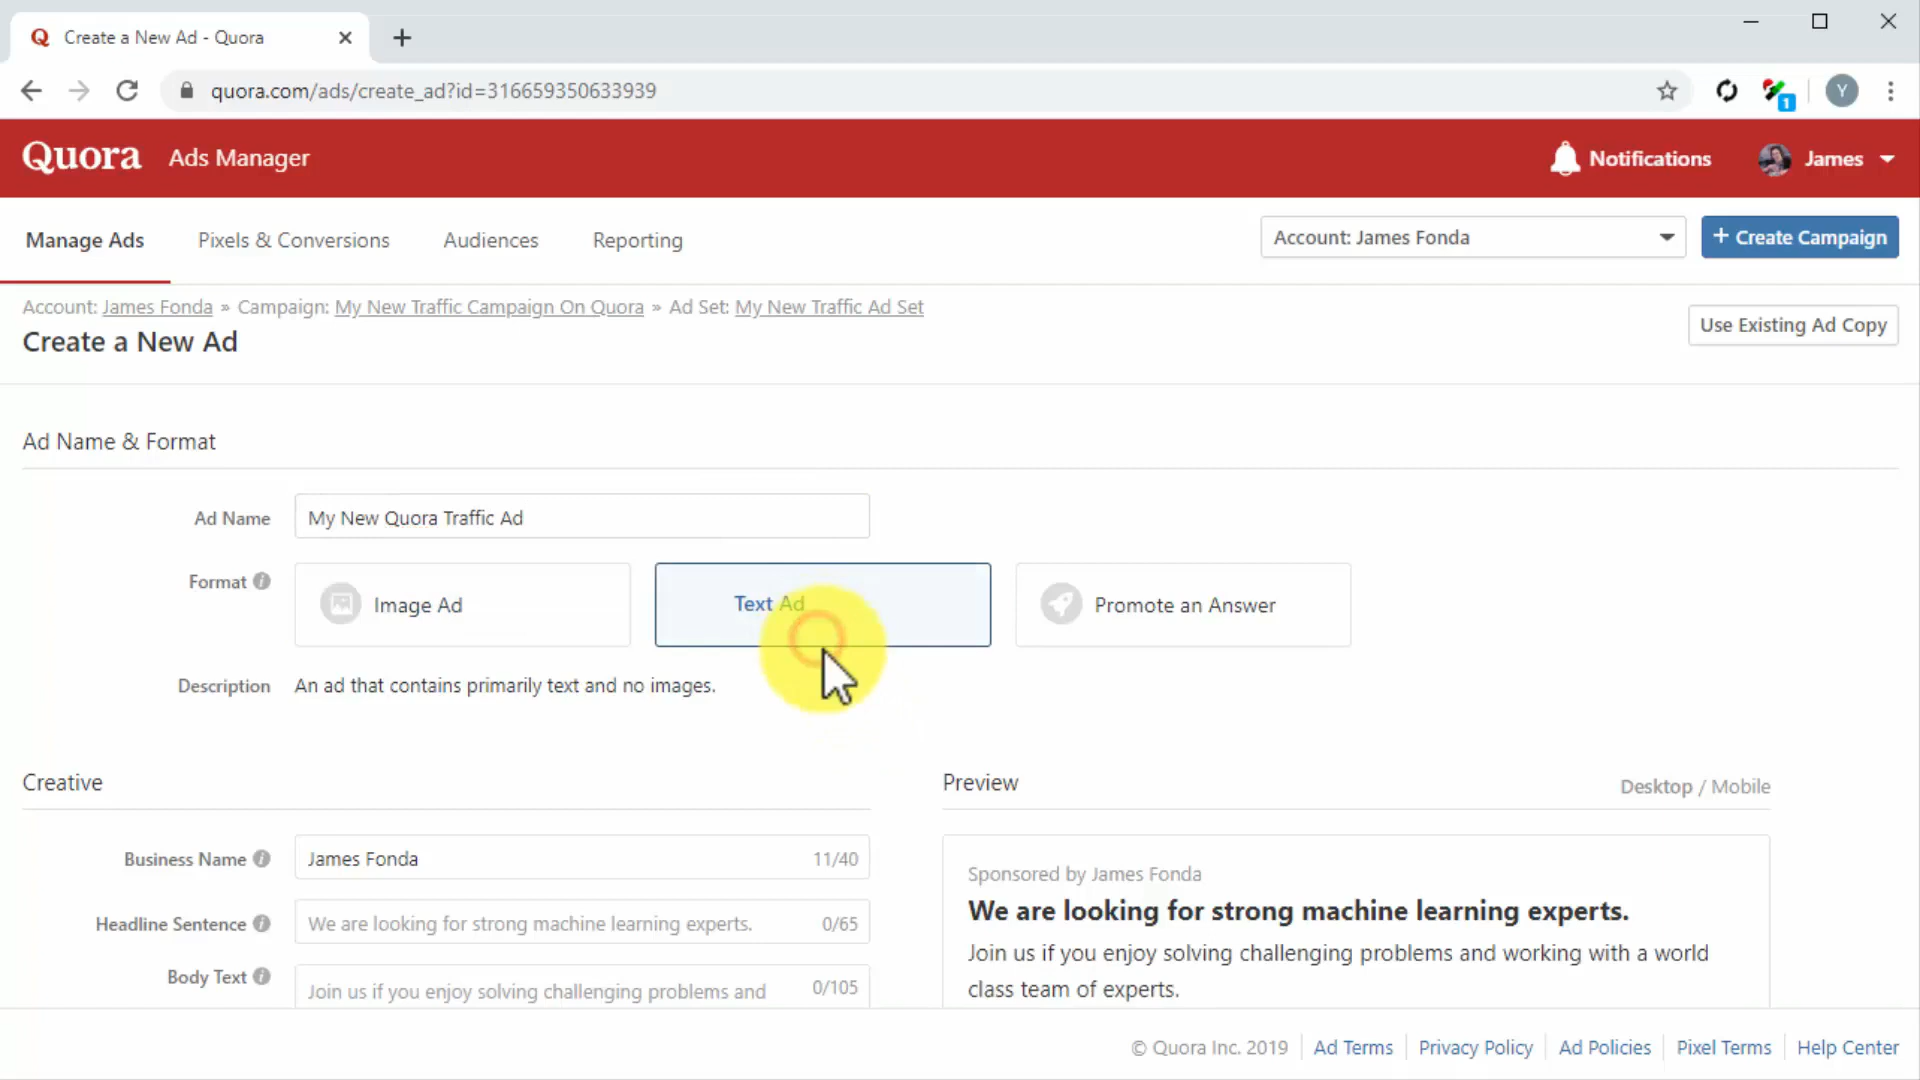 Create a New Ad - Quora
quora.com/ads/create_ad?id=316659350633939
1
Y
Quora Ads Manager
Notifications
James
Manage Ads
Pixels & Conversions
Audiences
Reporting
Account: James Fonda
+ Create Campaign
Account: James Fonda » Campaign: My New Traffic Campaign On Quora » Ad Set: My New Traffic Ad Set
Create a New Ad
Use Existing Ad Copy
Ad Name & Format
Ad Name
My New Quora Traffic Ad
Format
Image Ad
Text Ad
Promote an Answer
Description
An ad that contains primarily text and no images.
Creative
Business Name
James Fonda
11/40
Headline Sentence
We are looking for strong machine learning experts.
0/65
Body Text
Join us if you enjoy solving challenging problems and
0/105
Preview
Desktop / Mobile
Sponsored by James Fonda
We are looking for strong machine learning experts.
Join us if you enjoy solving challenging problems and working with a world
class team of experts.
© Quora Inc. 2019
Ad Terms
Privacy Policy
Ad Policies
Pixel Terms
Help Center